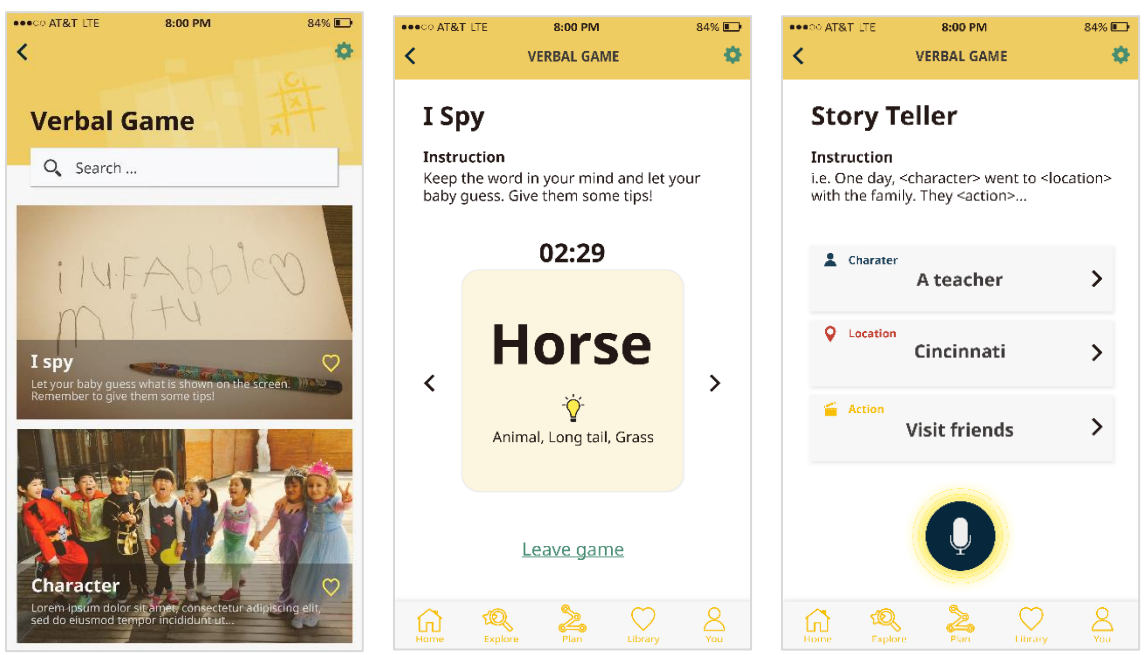 AT&T LTE
8:00 PM
84%
Verbal Game
Search ...
i lUFAbbic
mitu
I spy
Let your baby guess what is shown on the screen.
Remember to give them some tips!
Character
Lorem ipsum dolor sit amet, consectetur adipiscing elit,
sed do eiusmod tempor incididunt ut...
AT&T LTE
8:00 PM
84%
VERBAL GAME
I Spy
Instruction
Keep the word in your mind and let your
baby guess. Give them some tips!
02:29
Horse
Animal, Long tail, Grass
Leave game
Home
Explore
Plan
Library
You
AT&T LTE
8:00 PM
84%
VERBAL GAME
Story Teller
Instruction
i.e. One day, <character> went to <location>
with the family. They <action>...
Charater
A teacher
Location
Cincinnati
Action
Visit friends
Home
Explore
Plan
Library
You